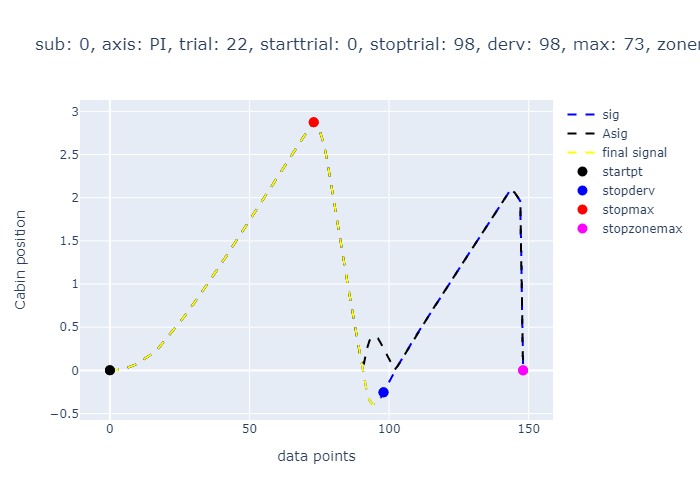 sub: 0, axis: PI, trial: 22, starttrial: 0, stoptrial: 98, derv: 98, max: 73, zone
3
2.5
2
1.5
1
0.5
0
−0.5
Cabin position
0
50
100
150
data points
sig
Asig
final signal
startpt
stopderv
stopmax
stopzonemax